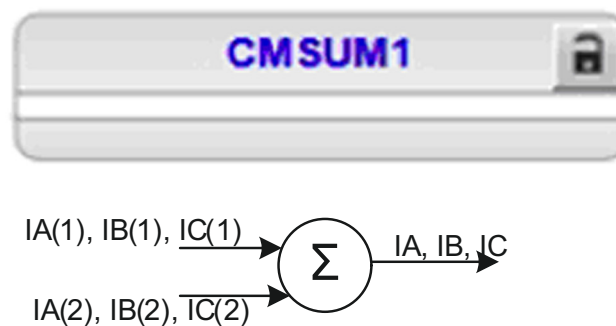 CMSUM1
IA(1), IB(1), IC(1)
Σ
IA, IB, IC
IA(2), IB(2), IC(2)